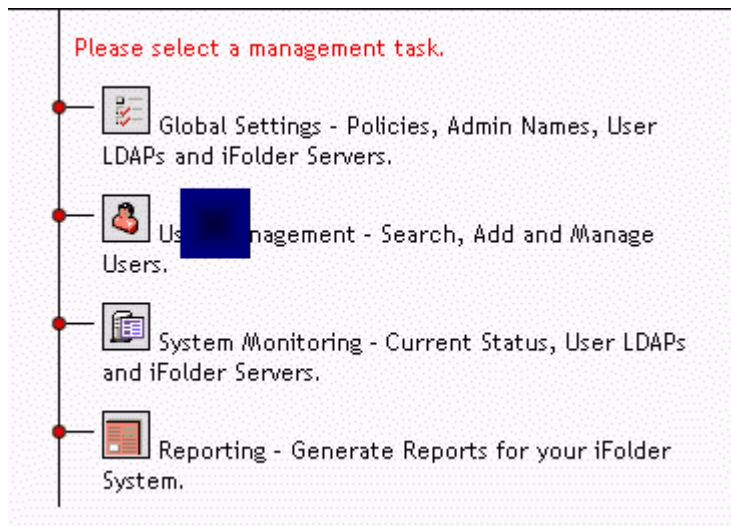 Please select a management task.
Global Settings - Policies, Admin Names, User
LDAPs and iFolder Servers.
- Search, Add and Manage
Users.
System Monitoring - Current Status, User LDAPs
and iFolder Servers.
Reporting - Generate Reports for your iFolder
System.